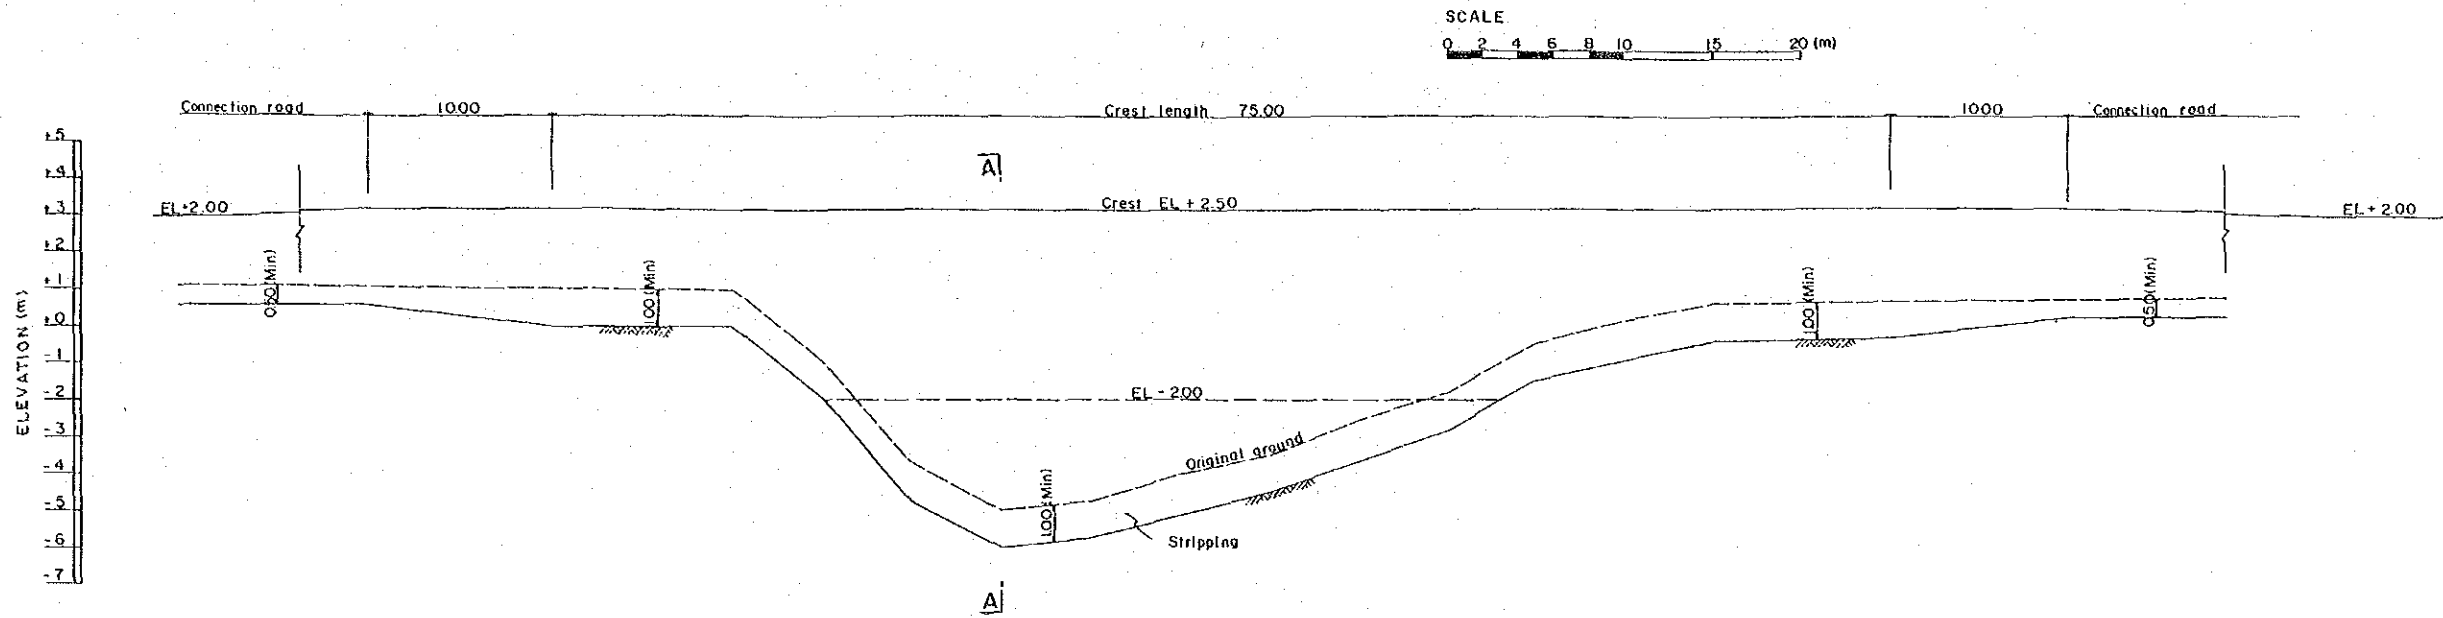 SCALE
0 2 4 6 8 10 15 20 (m)
Connection road 10.00 Crest length 75.00 10.00 Connection road
+5
+4
+3
+2
+1
+0
-1
-2
-3
-4
-5
-6
-7
ELEVATION (m)
A
EL+2.00 Crest EL + 2.50 EL + 2.00
0.50 (Min) 1.00 (Min) 1.00 (Min) 0.50 (Min)
EL - 2.00
Original ground
1.00 (Min)
Stripping
A